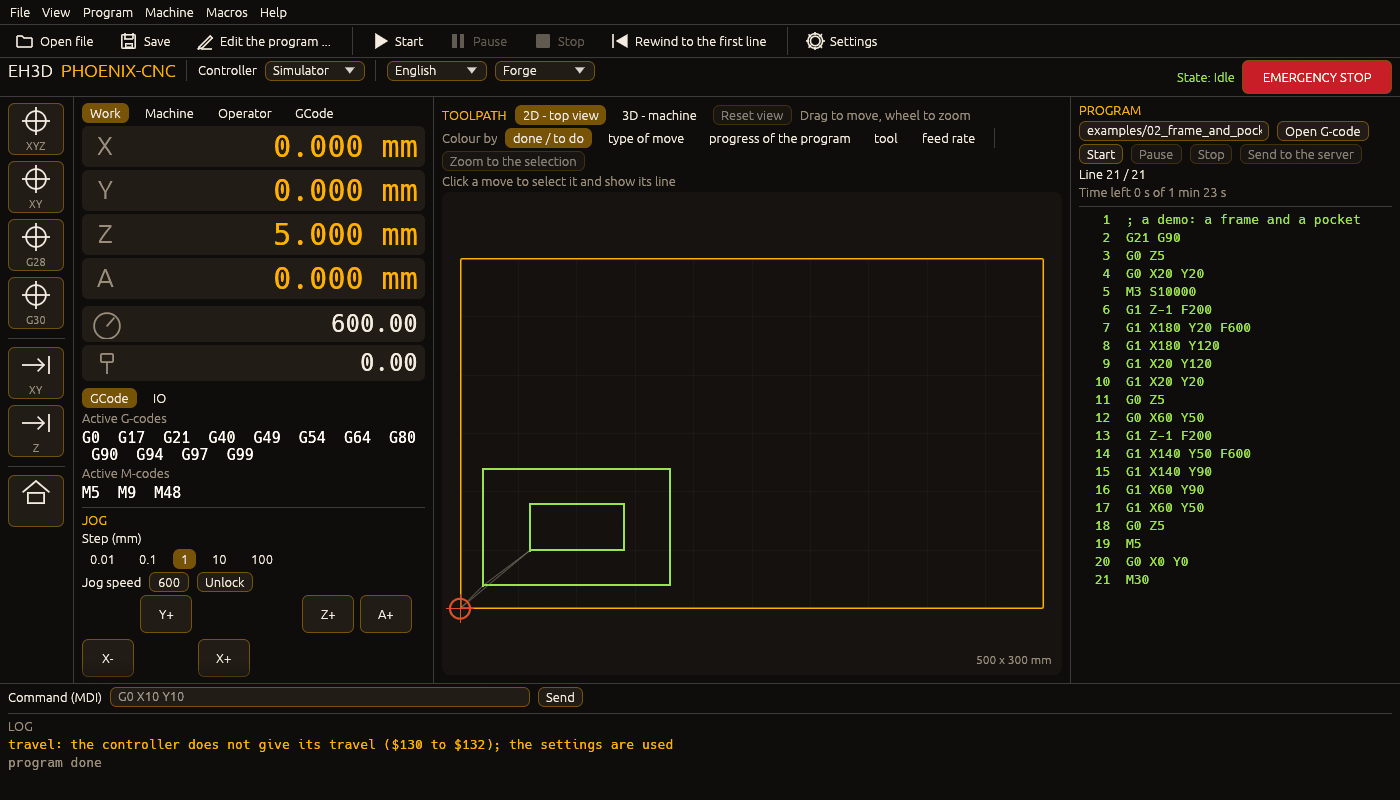 File View Program Machine Macros Help
Open file Save Edit the program ... Start Pause Stop Rewind to the first line Settings
EH3D PHOENIX-CNC Controller Simulator English Forge State: Idle EMERGENCY STOP
XYZ
XY
G28
G30
XY
Z
Work Machine Operator GCode
X 0.000 mm
Y 0.000 mm
Z 5.000 mm
A 0.000 mm
600.00
0.00
GCode IO
Active G-codes
G0 G17 G21 G40 G49 G54 G64 G80
G90 G94 G97 G99
Active M-codes
M5 M9 M48
JOG
Step (mm)
0.01 0.1 1 10 100
Jog speed 600 Unlock
Y+ Z+ A+
X- X+
TOOLPATH 2D - top view 3D - machine Reset view Drag to move, wheel to zoom
Colour by done / to do type of move progress of the program tool feed rate
Zoom to the selection
Click a move to select it and show its line
500 x 300 mm
PROGRAM
examples/02_frame_and_pock Open G-code
Start Pause Stop Send to the server
Line 21 / 21
Time left 0 s of 1 min 23 s
1 ; a demo: a frame and a pocket
2 G21 G90
3 G0 Z5
4 G0 X20 Y20
5 M3 S10000
6 G1 Z-1 F200
7 G1 X180 Y20 F600
8 G1 X180 Y120
9 G1 X20 Y120
10 G1 X20 Y20
11 G0 Z5
12 G0 X60 Y50
13 G1 Z-1 F200
14 G1 X140 Y50 F600
15 G1 X140 Y90
16 G1 X60 Y90
17 G1 X60 Y50
18 G0 Z5
19 M5
20 G0 X0 Y0
21 M30
Command (MDI) G0 X10 Y10 Send
LOG
travel: the controller does not give its travel ($130 to $132); the settings are used
program done